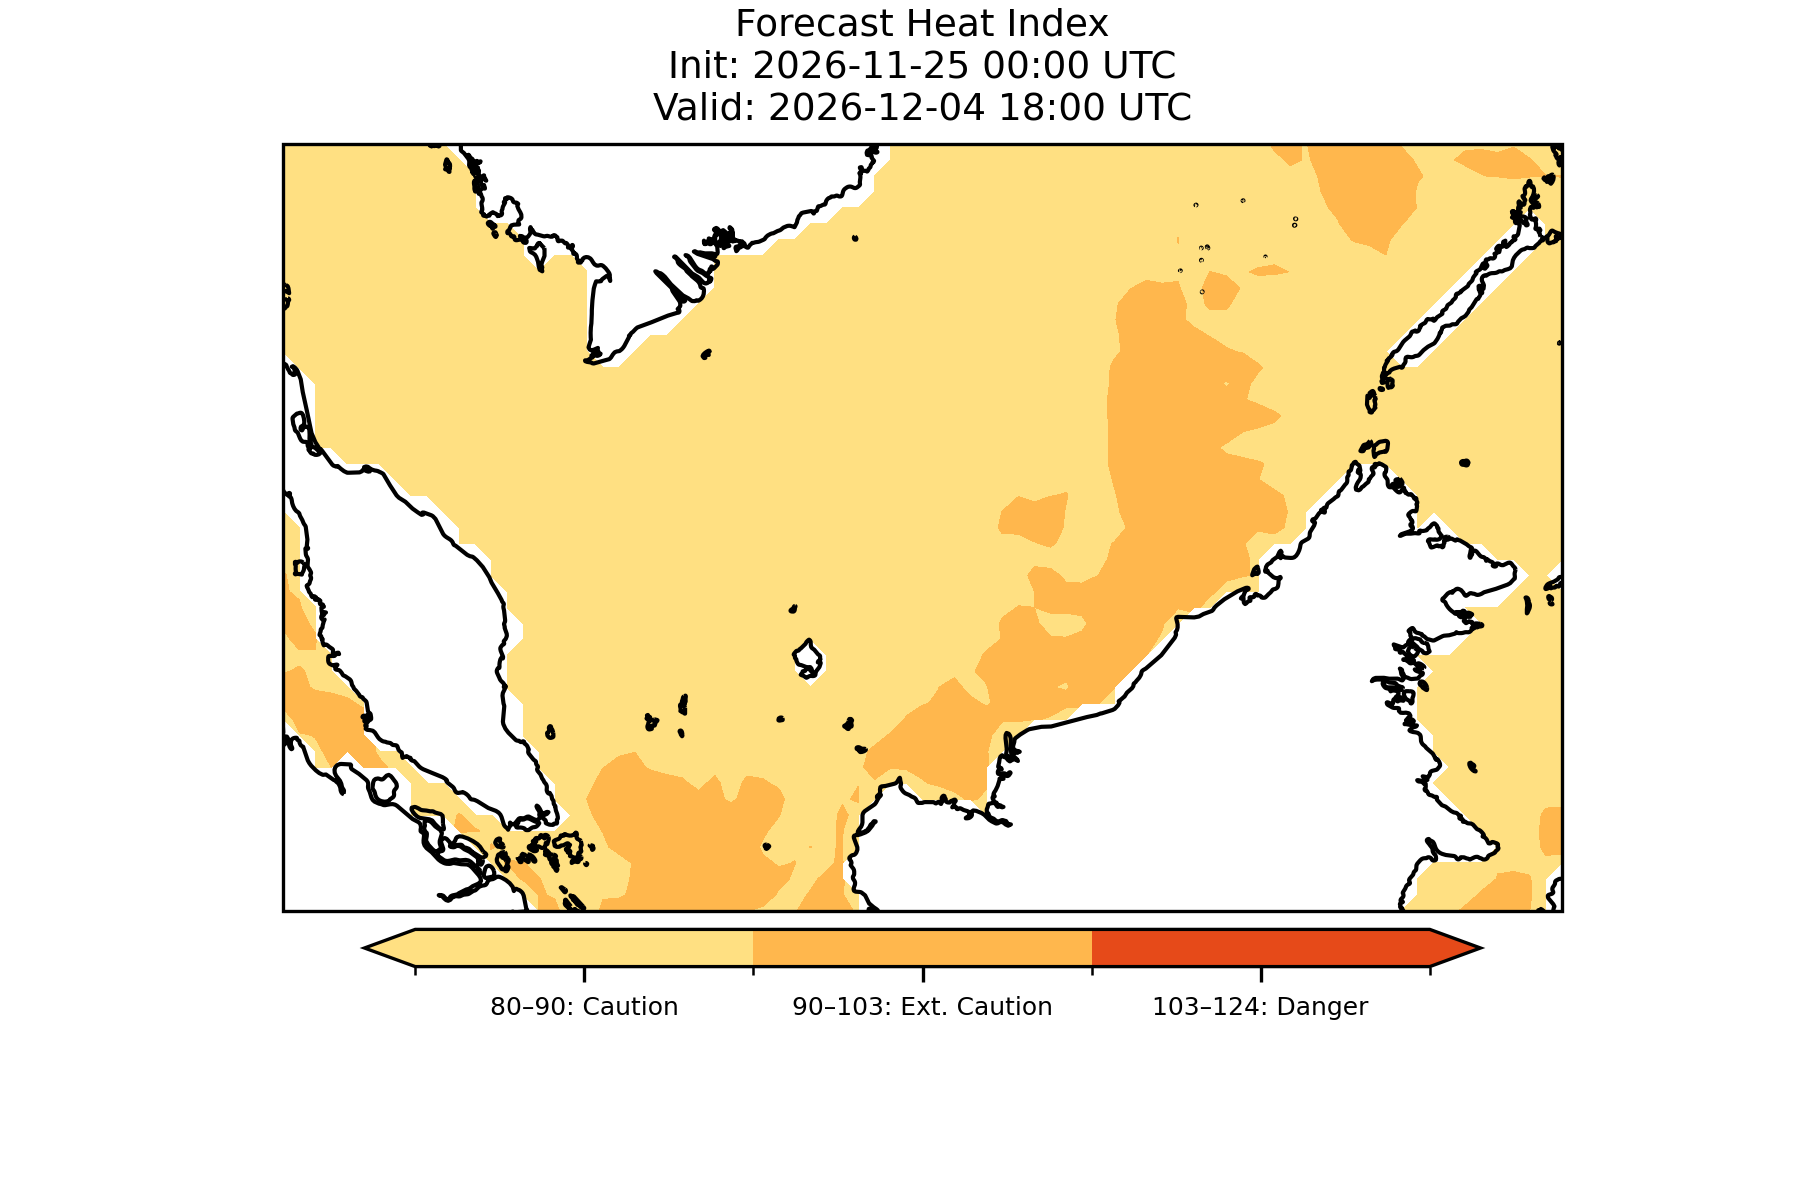 Forecast Heat Index
Init: 2026-11-25 00:00 UTC
Valid: 2026-12-04 18:00 UTC
80–90: Caution
90–103: Ext. Caution
103–124: Danger